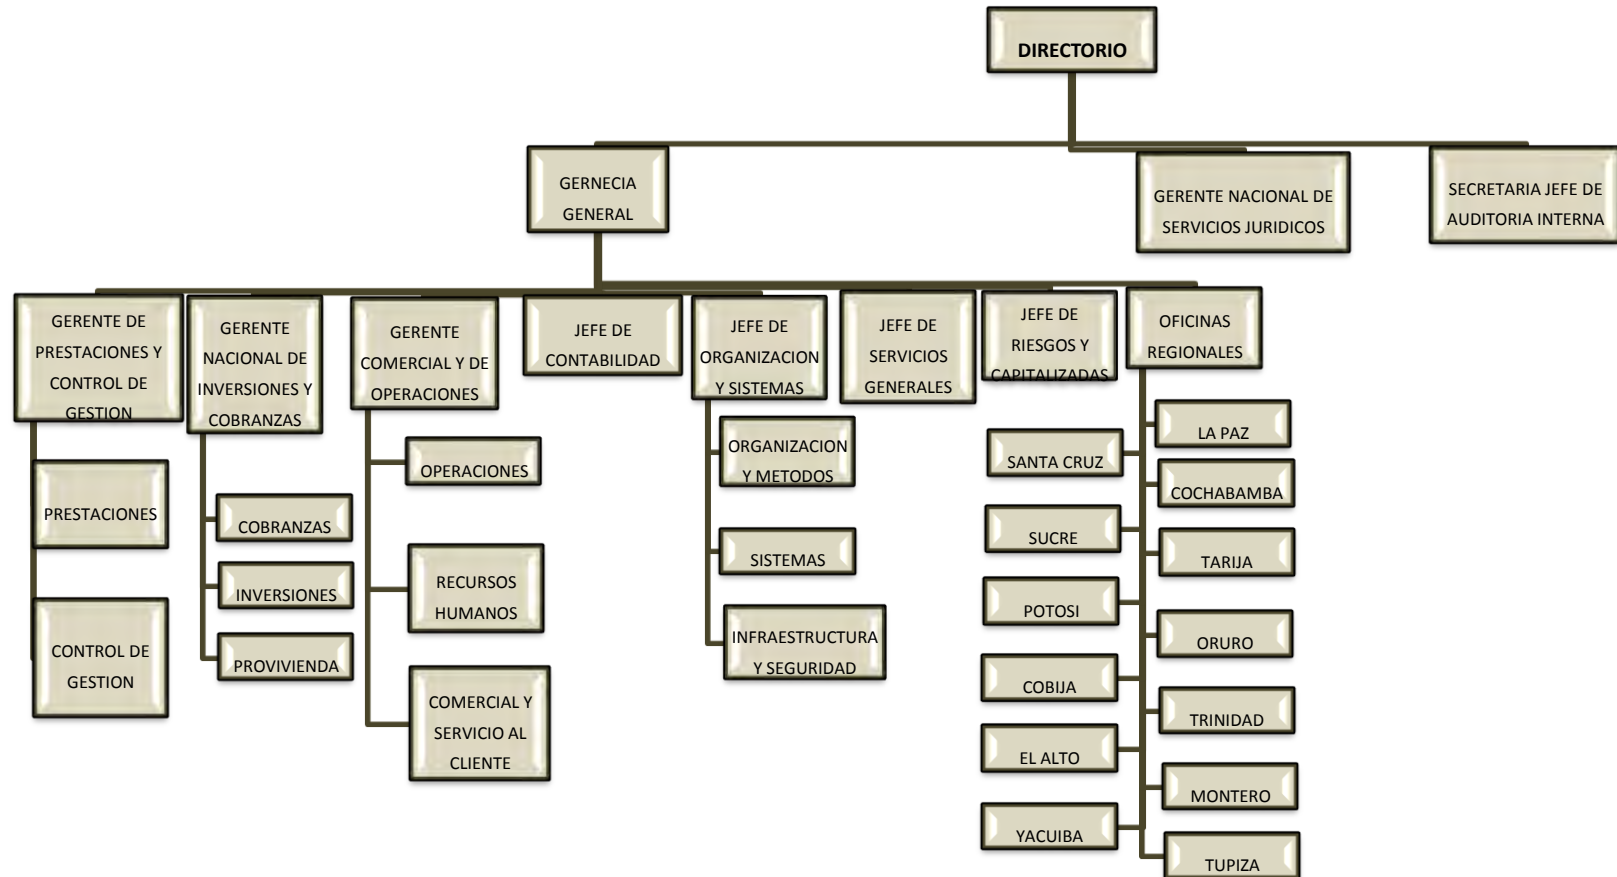 DIRECTORIO
GERNECIA
GENERAL
GERENTE NACIONAL DE
SERVICIOS JURIDICOS
SECRETARIA JEFE DE
AUDITORIA INTERNA
GERENTE DE
PRESTACIONES Y
CONTROL DE
GESTION
GERENTE
NACIONAL DE
INVERSIONES Y
COBRANZAS
GERENTE
COMERCIAL Y DE
OPERACIONES
JEFE DE
CONTABILIDAD
JEFE DE
ORGANIZACION
Y SISTEMAS
JEFE DE
SERVICIOS
GENERALES
JEFE DE
RIESGOS Y
CAPITALIZADAS
OFICINAS
REGIONALES
PRESTACIONES
CONTROL DE
GESTION
COBRANZAS
INVERSIONES
PROVIVIENDA
OPERACIONES
RECURSOS
HUMANOS
COMERCIAL Y
SERVICIO AL
CLIENTE
ORGANIZACION
Y METODOS
SISTEMAS
INFRAESTRUCTURA
Y SEGURIDAD
LA PAZ
SANTA CRUZ
COCHABAMBA
SUCRE
TARIJA
POTOSI
ORURO
COBIJA
TRINIDAD
EL ALTO
MONTERO
YACUIBA
TUPIZA